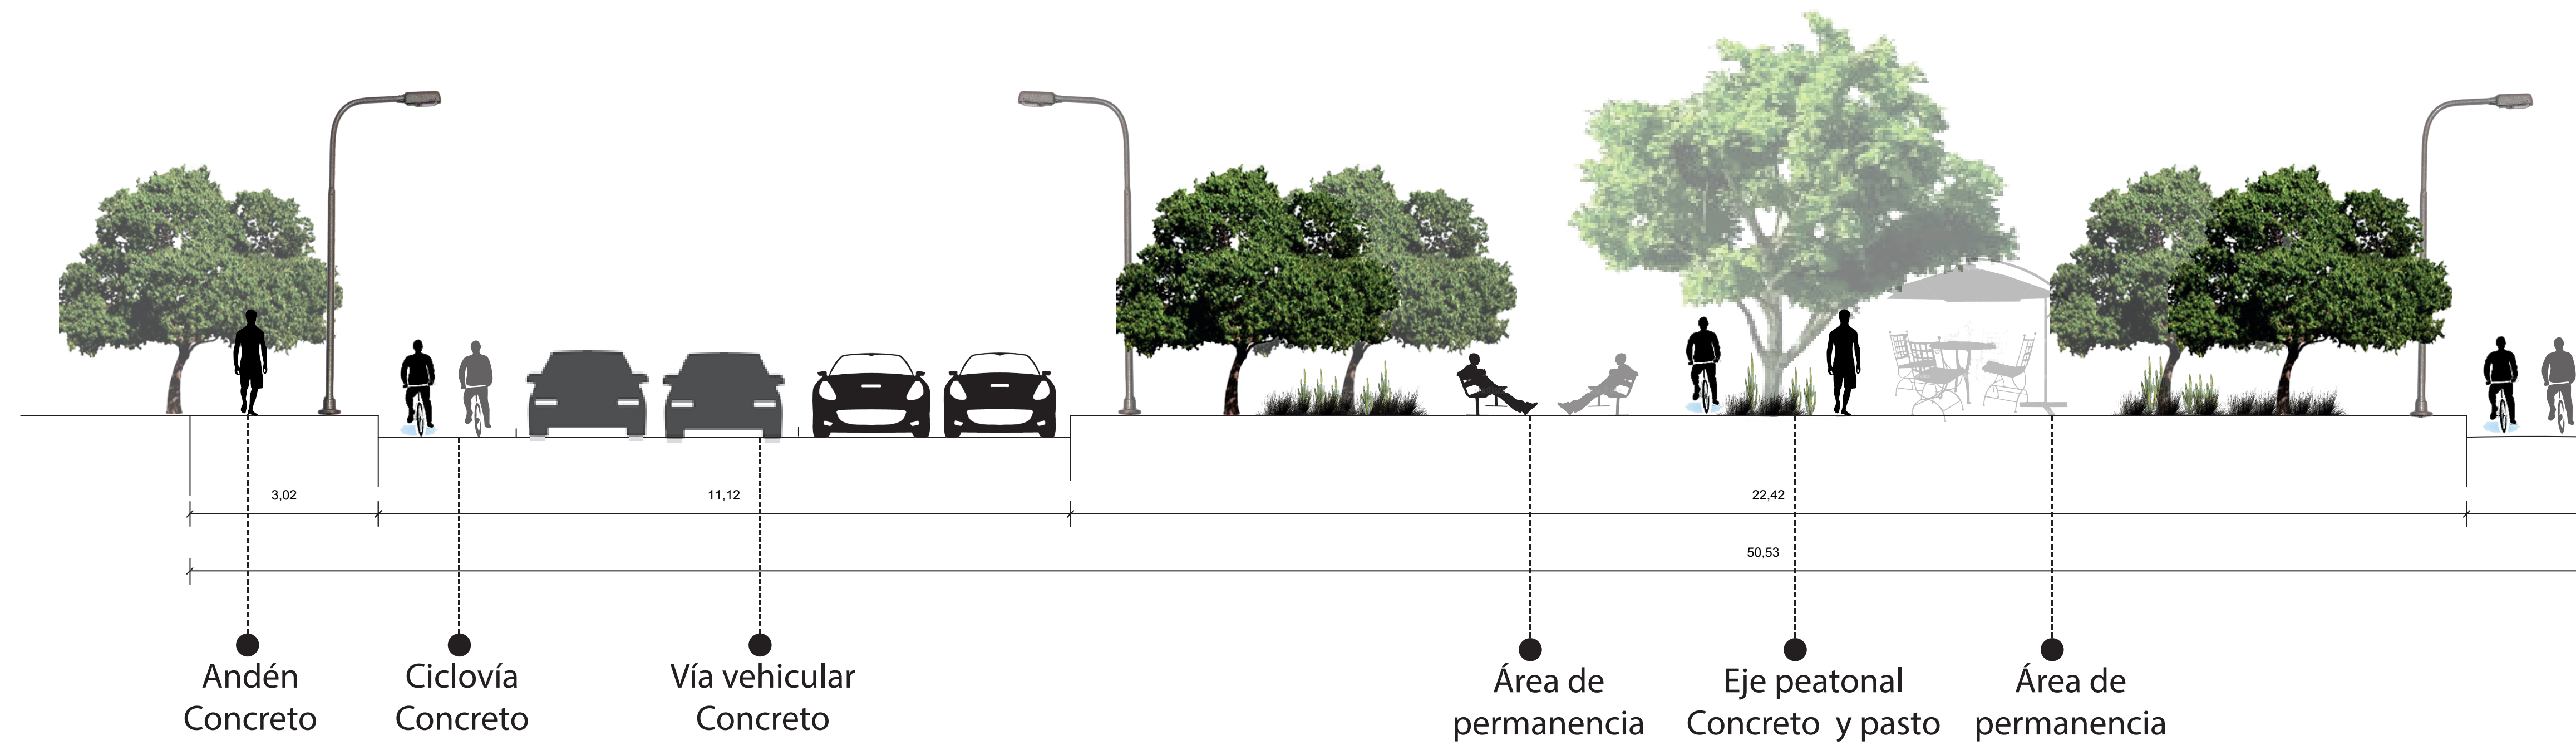 3,02
11,12
22,42
50,53
Andén
Concreto
Ciclovía
Concreto
Vía vehicular
Concreto
Área de
permanencia
Eje peatonal
Concreto y pasto
Área de
permanencia